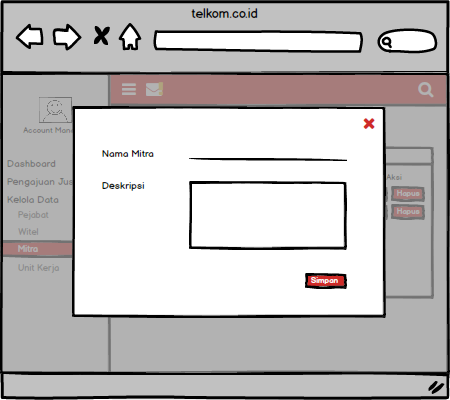 telkom.co.id
Account Mana
Dashboard
Pengajuan Jus
Kelola Data
Pejabat
Witel
Mitra
Unit Kerja
Nama Mitra
Deskripsi
Simpan
Aksi
Hapus
Hapus